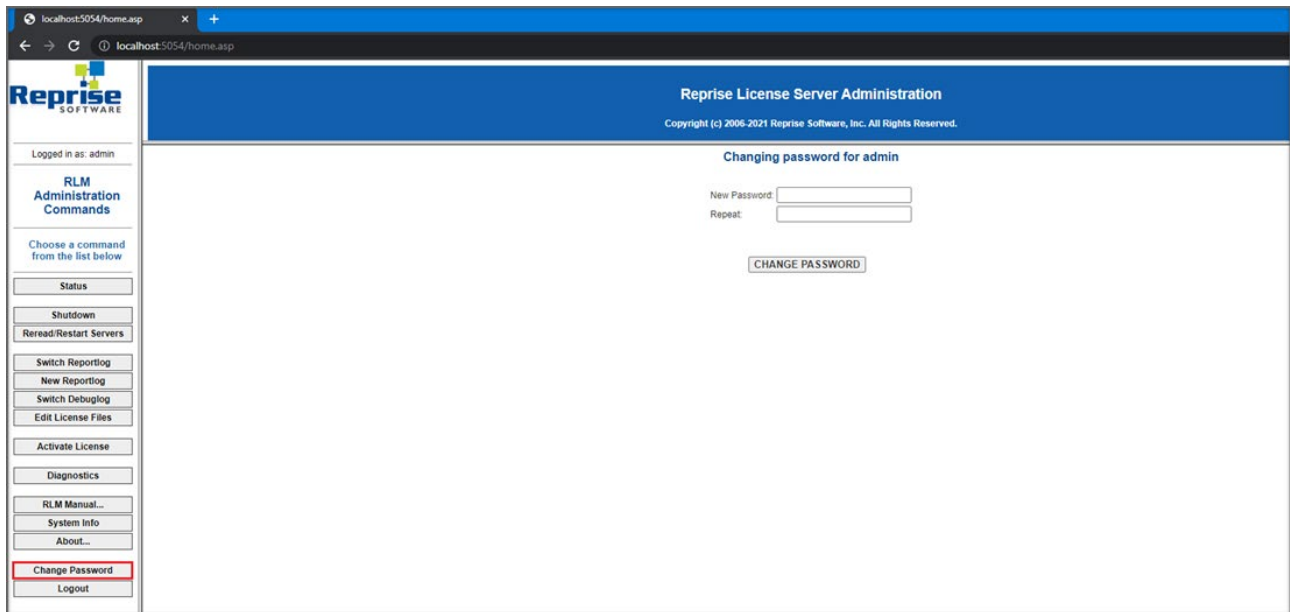 localhost:5054/home.asp
localhost:5054/home.asp
Reprise
SOFTWARE
Logged in as: admin
RLM
Administration
Commands
Choose a command
from the list below
Status
Shutdown
Reread/Restart Servers
Switch Reportlog
New Reportlog
Switch Debuglog
Edit License Files
Activate License
Diagnostics
RLM Manual...
System Info
About...
Change Password
Logout
Reprise License Server Administration
Copyright (c) 2006-2021 Reprise Software, Inc. All Rights Reserved.
Changing password for admin
New Password:
Repeat:
CHANGE PASSWORD